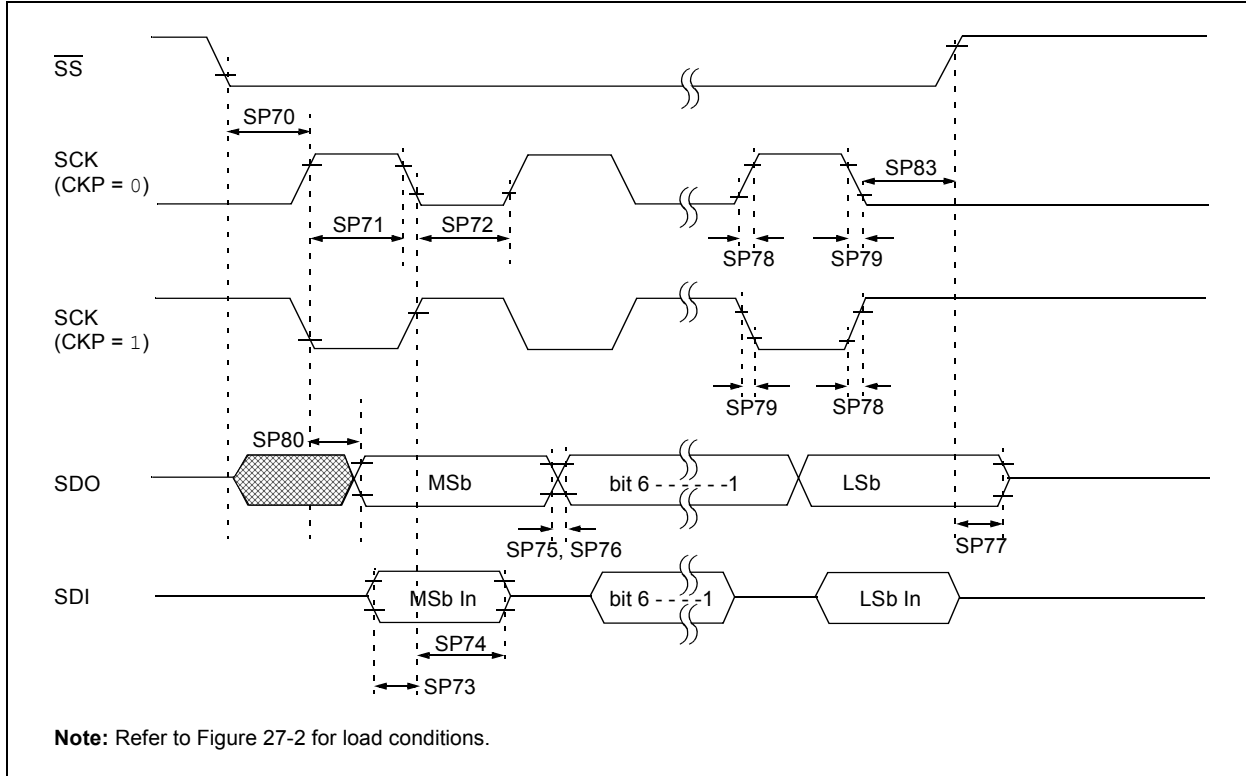 SS
SP70
SCK
(CKP = 0)
SP83
SP71
SP72
SP78
SP79
SCK
(CKP = 1)
SP79
SP78
SP80
SDO
MSb
bit 6 - - - - - -1
LSb
SP75, SP76
SP77
SDI
MSb In
bit 6 - - - -1
LSb In
SP74
SP73
Note: Refer to Figure 27-2 for load conditions.